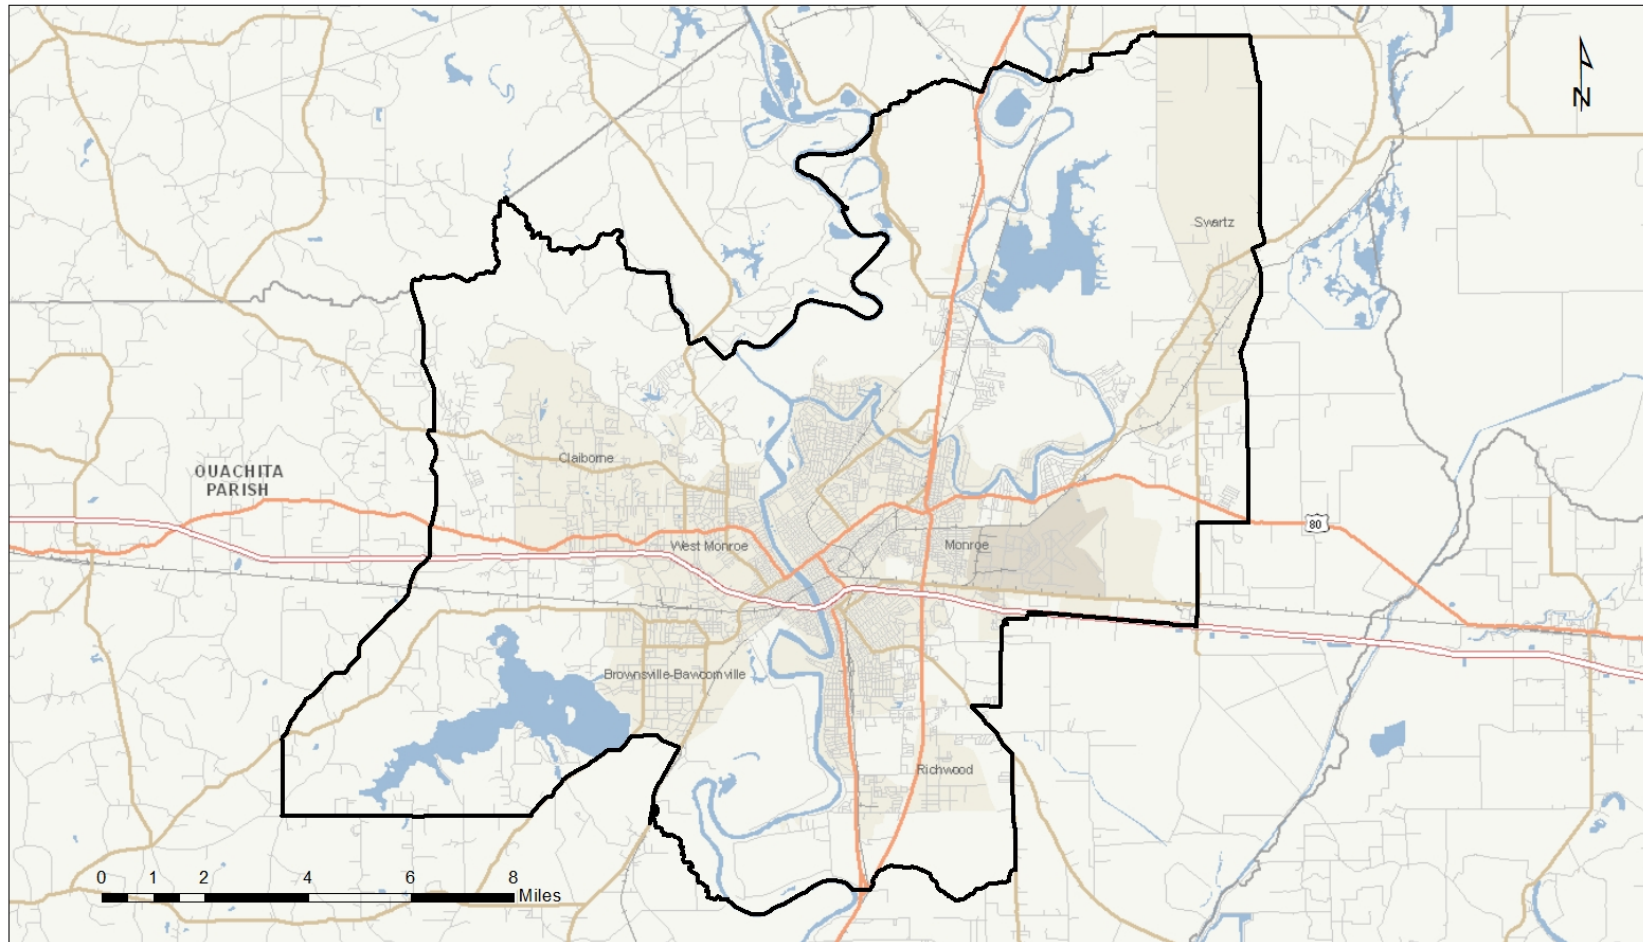 N
Swartz
Claiborne
OUACHITA
PARISH
80
West Monroe
Monroe
Brownsville-Bawcomville
Richwood
0 1 2 4 6 8
Miles